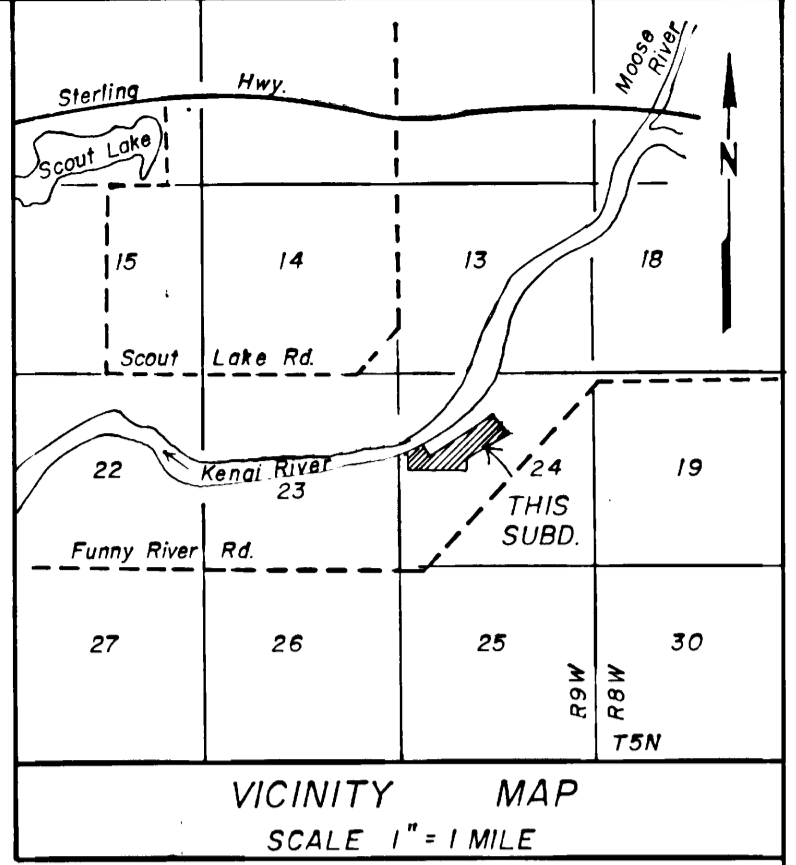 Moose
River
Sterling Hwy.
Scout Lake
N
15 14 13 18
Scout Lake Rd.
22 Kenai River 23 24 19
THIS
SUBD.
Funny River Rd.
27 26 25 30
R9W R8W
T5N
VICINITY MAP
SCALE 1" = 1 MILE